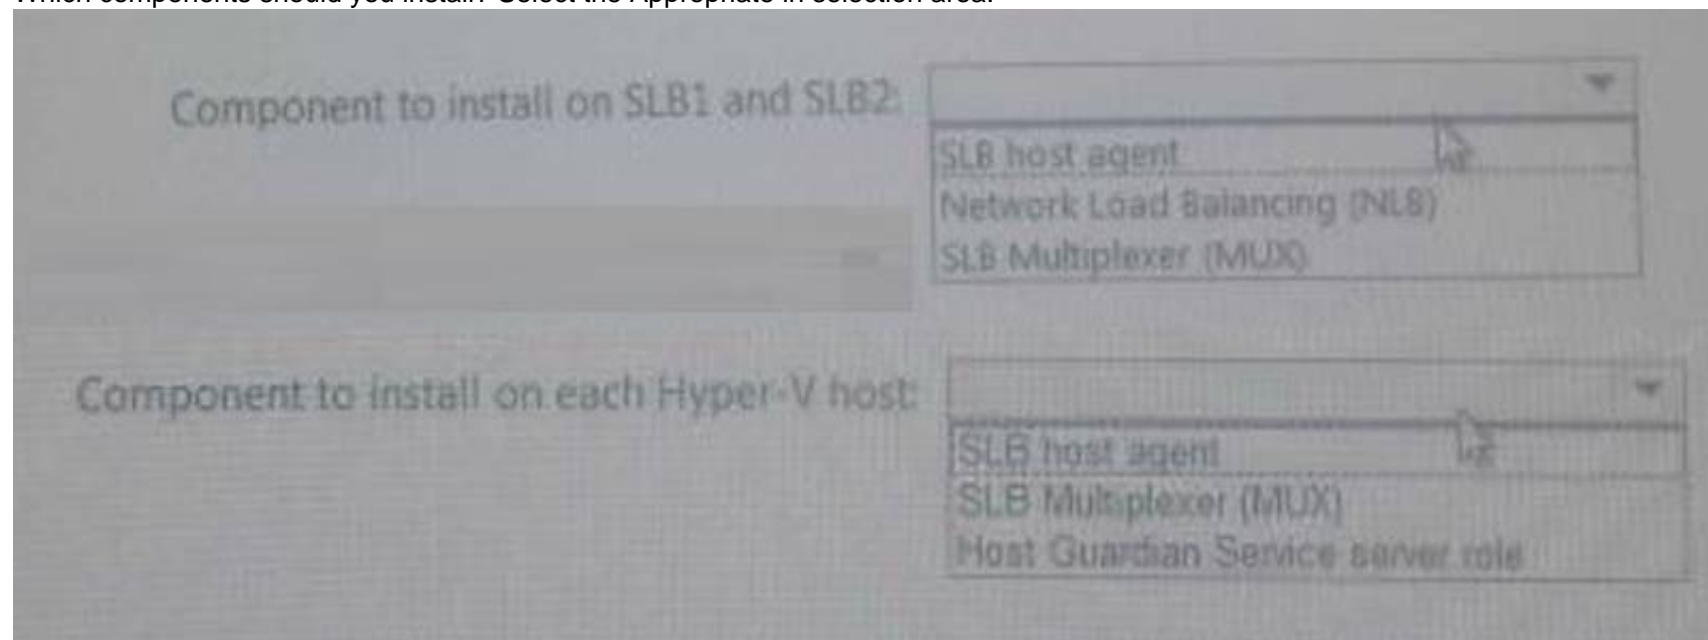 Which components should you install? Select the Appropriate in selection area.
Component to install on SLB1 and SLB2:
SLB host agent
Network Load Balancing (NLB)
SLB Multiplexer (MUX)
Component to install on each Hyper-V host:
SLB host agent
SLB Multiplexer (MUX)
Host Guardian Service server role